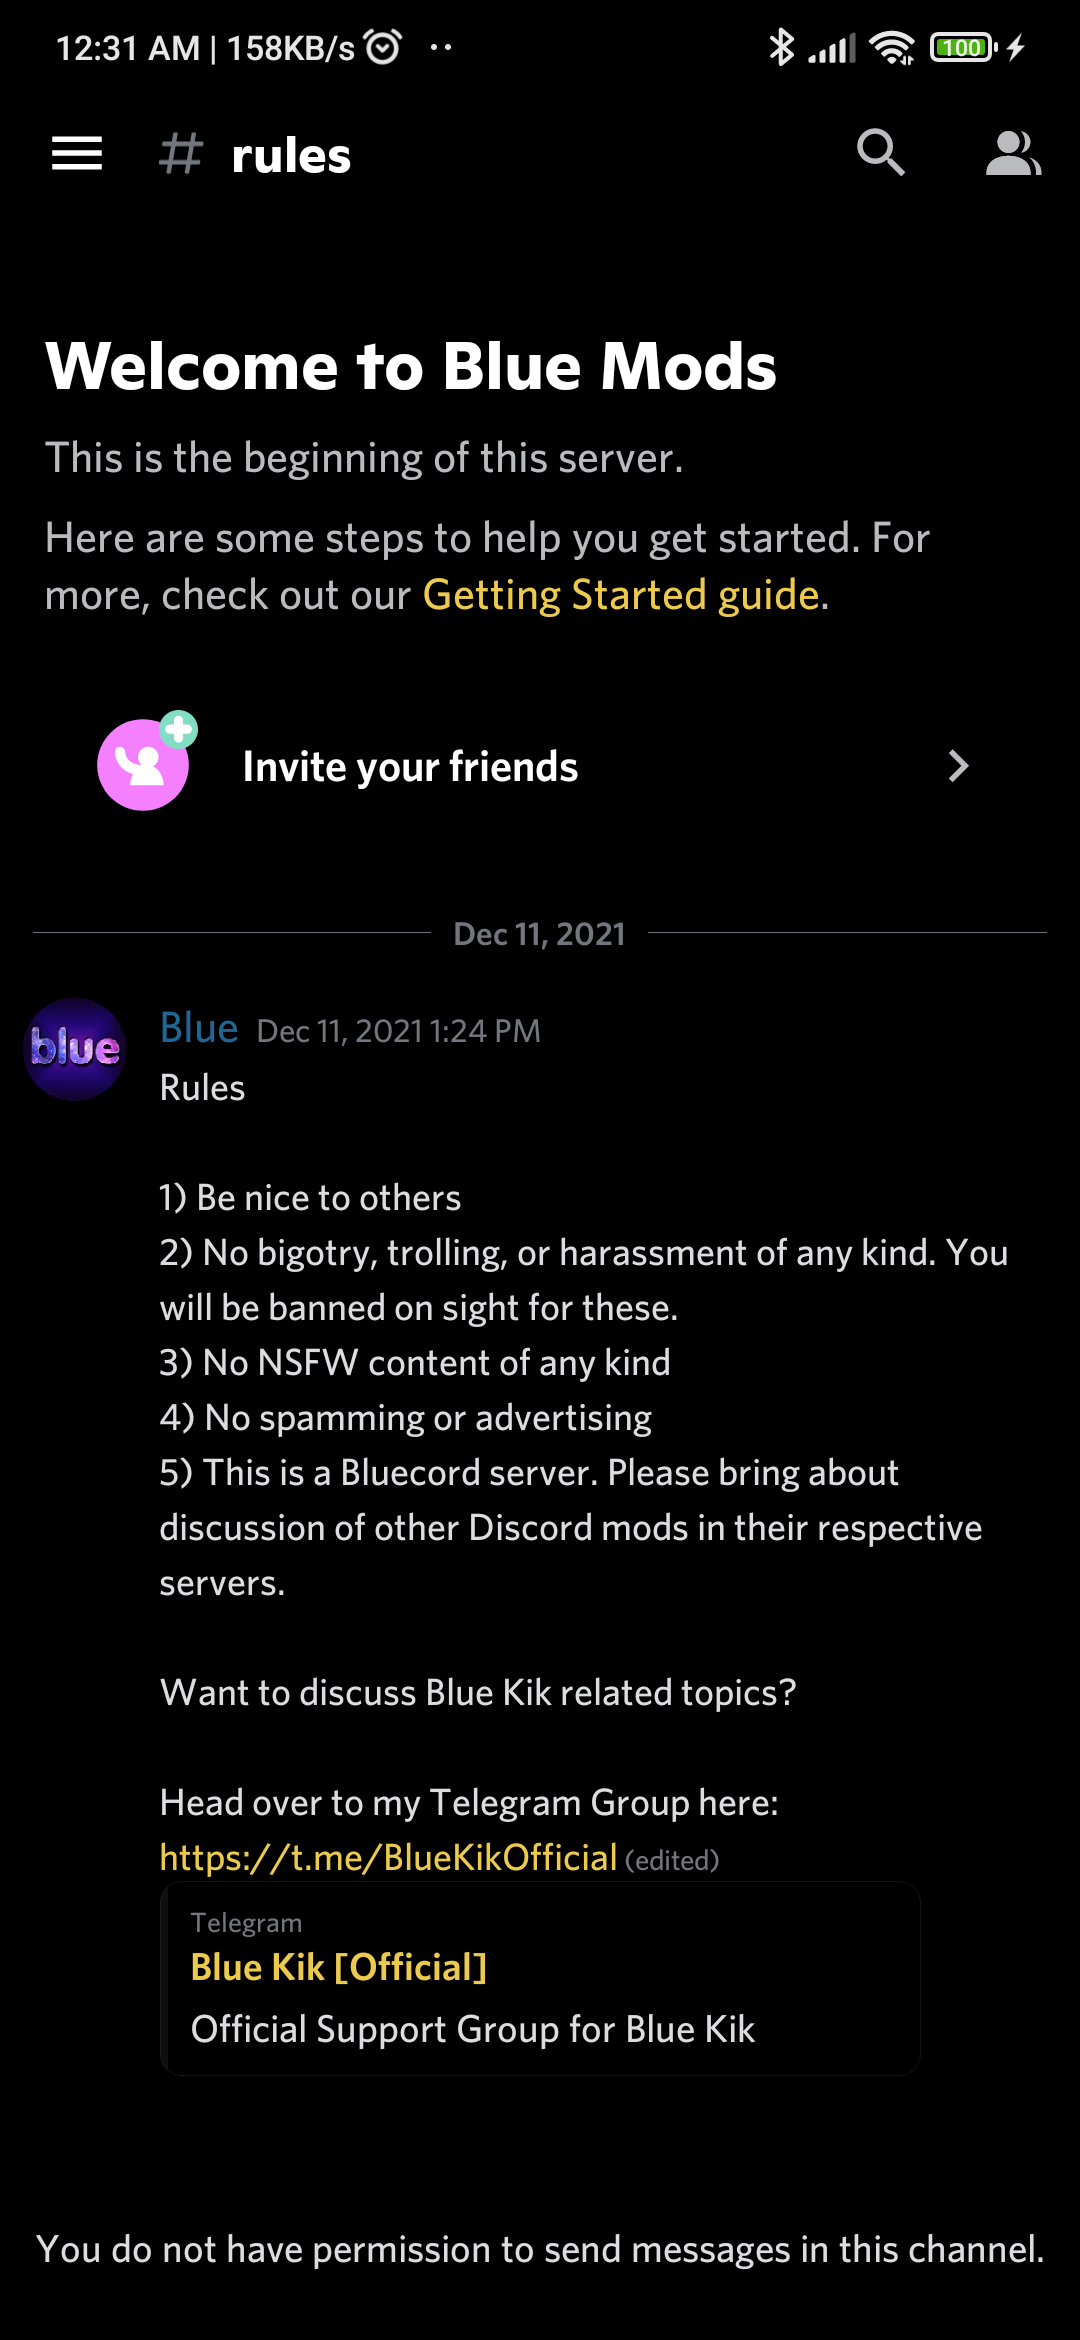 12:31 AM | 158KB/s
100
# rules
Welcome to Blue Mods
This is the beginning of this server.
Here are some steps to help you get started. For
more, check out our Getting Started guide.
Invite your friends
Dec 11, 2021
blue
Blue Dec 11, 2021 1:24 PM
Rules
1) Be nice to others
2) No bigotry, trolling, or harassment of any kind. You
will be banned on sight for these.
3) No NSFW content of any kind
4) No spamming or advertising
5) This is a Bluecord server. Please bring about
discussion of other Discord mods in their respective
servers.
Want to discuss Blue Kik related topics?
Head over to my Telegram Group here:
https://t.me/BlueKikOfficial (edited)
Telegram
Blue Kik [Official]
Official Support Group for Blue Kik
You do not have permission to send messages in this channel.